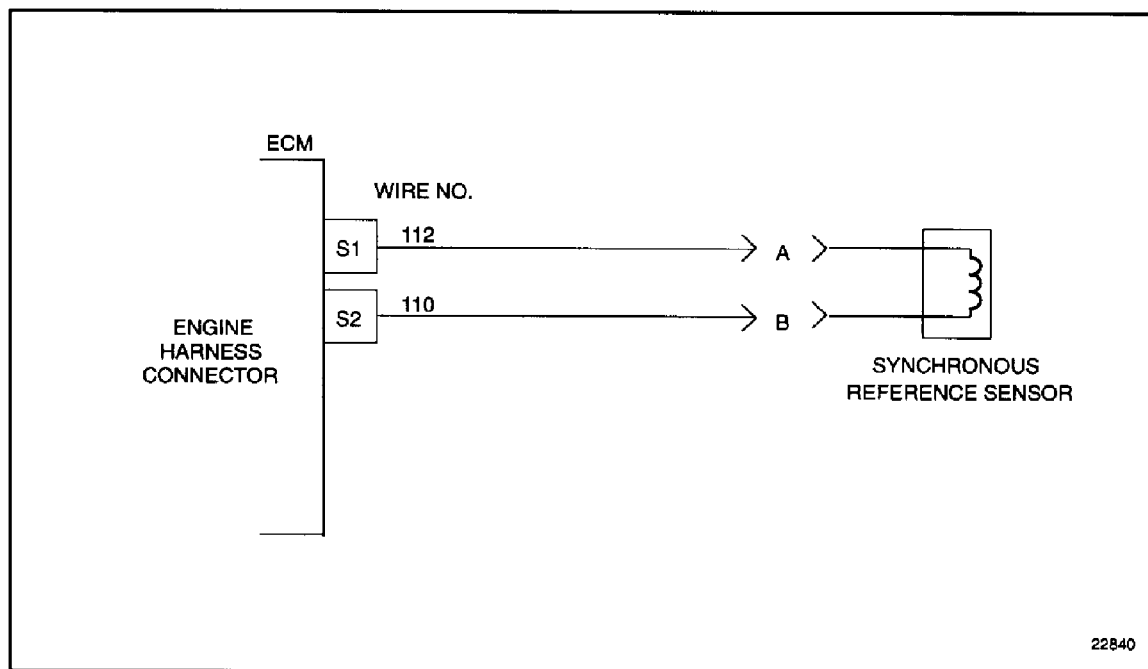 ECM
WIRE NO.
S1
112
A
S2
110
B
ENGINE
HARNESS
CONNECTOR
SYNCHRONOUS
REFERENCE SENSOR
22840